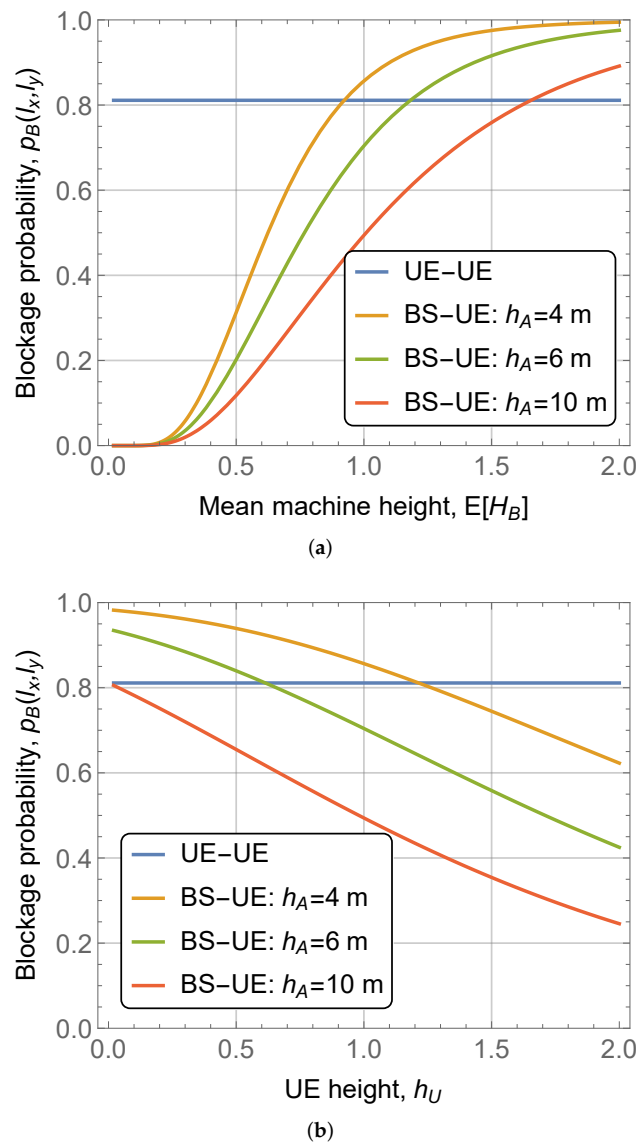 Blockage probability, p_B(l_x,l_y)
1.0
0.8
0.6
0.4
0.2
0.0
UE−UE
BS−UE: h_A=4 m
BS−UE: h_A=6 m
BS−UE: h_A=10 m
0.0 0.5 1.0 1.5 2.0
Mean machine height, E[H_B]
(a)
Blockage probability, p_B(l_x,l_y)
1.0
0.8
0.6
0.4
0.2
0.0
UE−UE
BS−UE: h_A=4 m
BS−UE: h_A=6 m
BS−UE: h_A=10 m
0.0 0.5 1.0 1.5 2.0
UE height, h_U
(b)